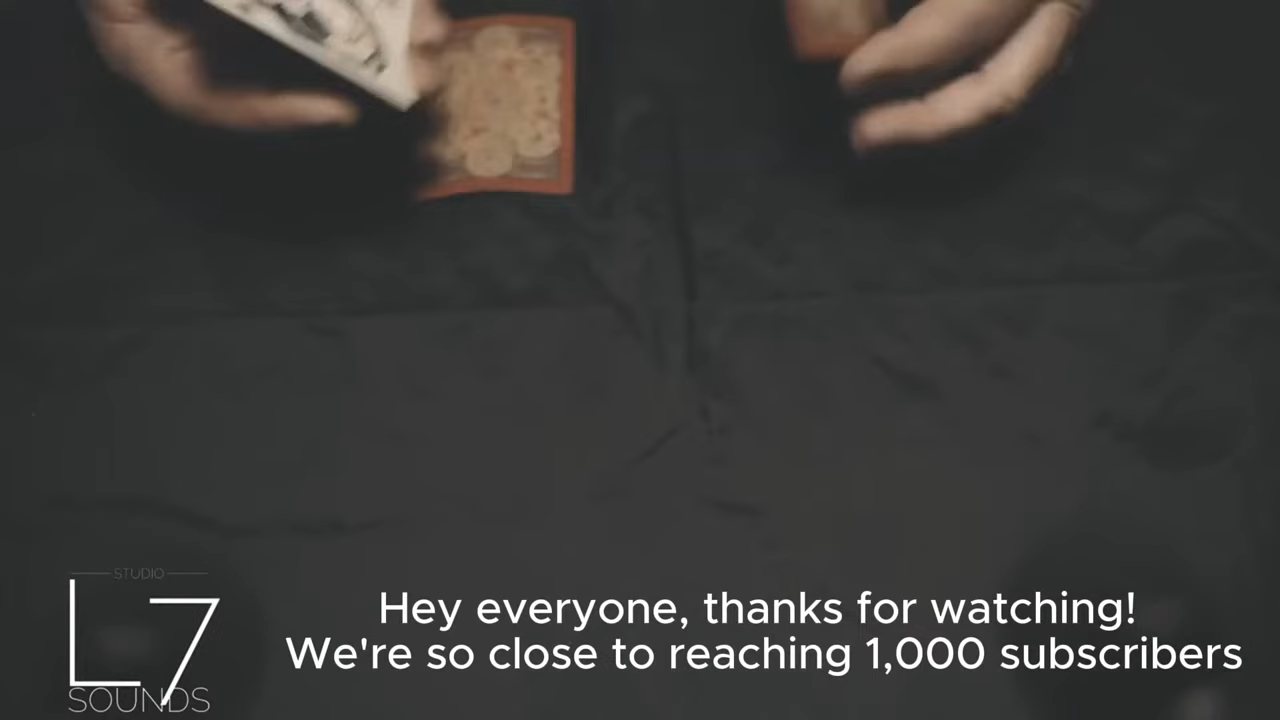 STUDIO
L7
SOUNDS
Hey everyone, thanks for watching!
We're so close to reaching 1,000 subscribers